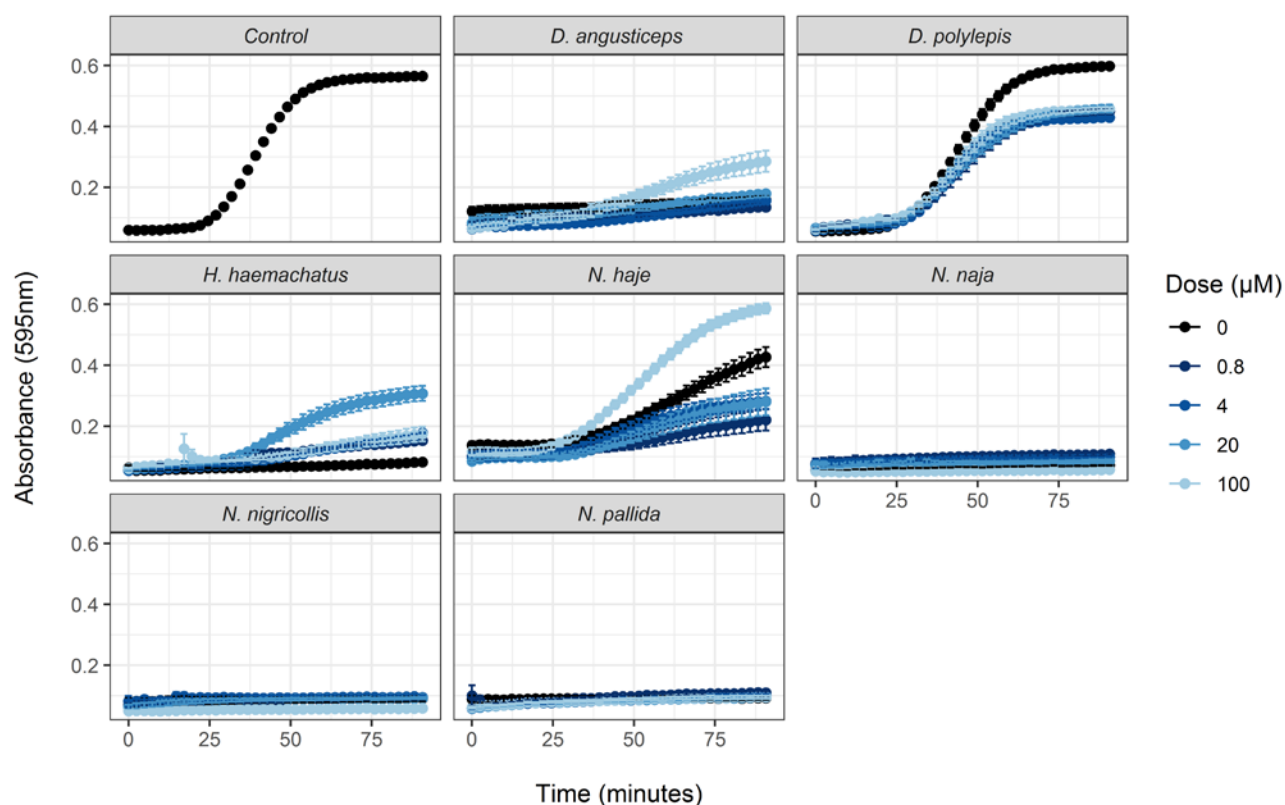 Control
D. angusticeps
D. polylepis
0.6
0.4
0.2
H. haemachatus
N. haje
N. naja
0.6
0.4
0.2
0
25
50
75
N. nigricollis
N. pallida
0.6
0.4
0.2
0
25
50
75
0
25
50
75
Absorbance (595nm)
Time (minutes)
Dose (µM)
0
0.8
4
20
100